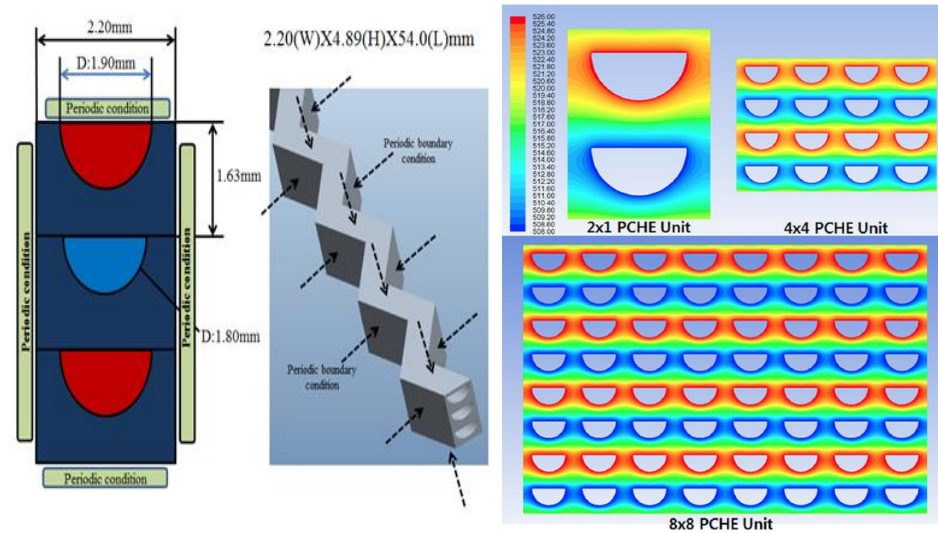 2.20mm
D:1.90mm
Periodic condition
1.63mm
Periodic condition
Periodic condition
D:1.80mm
Periodic condition
2.20(W)X4.89(H)X54.0(L)mm
Periodic boundary
condition
Periodic boundary
condition
526.00
525.40
524.80
524.20
523.60
523.00
522.40
521.80
521.20
520.60
520.00
519.40
518.80
518.20
517.60
517.00
516.40
515.80
515.20
514.60
514.00
513.40
512.80
512.20
511.60
511.00
510.40
509.80
509.20
508.60
508.00
2x1 PCHE Unit
4x4 PCHE Unit
8x8 PCHE Unit